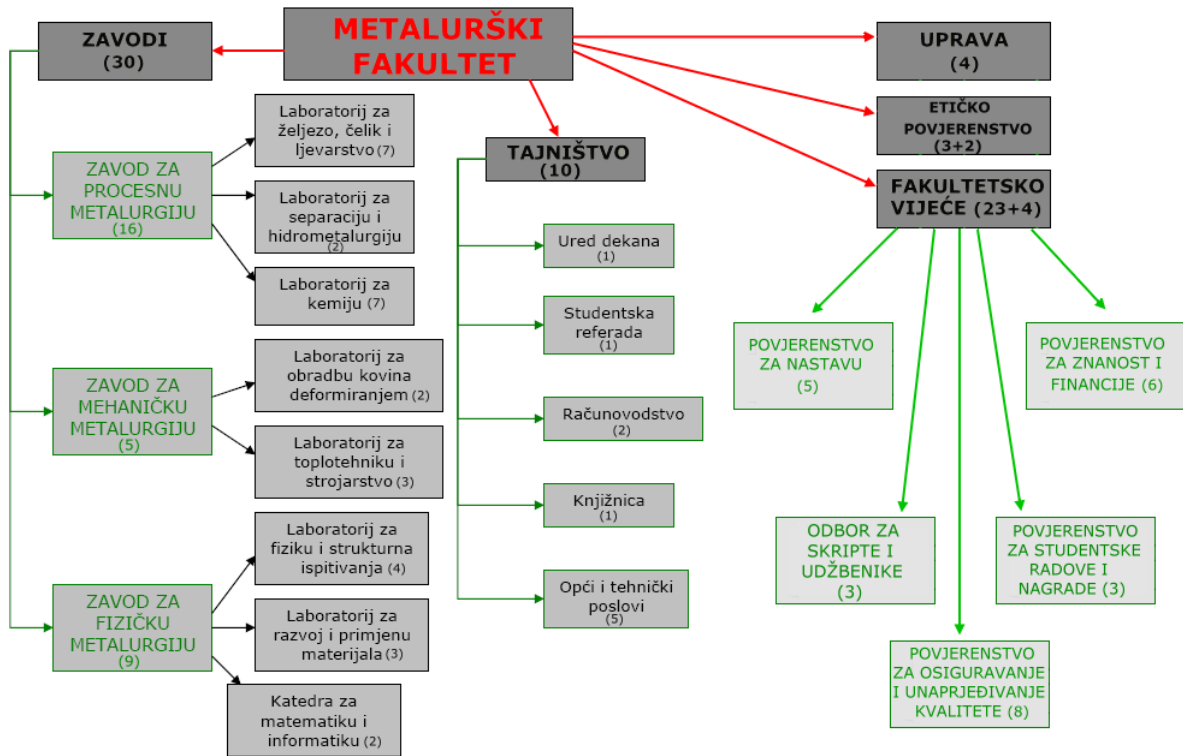 METALURŠKI
FAKULTET
ZAVODI
(30)
UPRAVA
(4)
ETIČKO
POVJERENSTVO
(3+2)
FAKULTETSKO
VIJEĆE (23+4)
TAJNIŠTVO
(10)
ZAVOD ZA
PROCESNU
METALURGIJU
(16)
Laboratorij za
željezo, čelik i
ljevarstvo (7)
Laboratorij za
separaciju i
hidrometalurgiju
(2)
Laboratorij za
kemiju (7)
ZAVOD ZA
MEHANIČKU
METALURGIJU
(5)
Laboratorij za
obradbu kovina
deformiranjem (2)
Laboratorij za
toplotehniku i
strojarstvo (3)
ZAVOD ZA
FIZIČKU
METALURGIJU
(9)
Laboratorij za
fiziku i strukturna
ispitivanja (4)
Laboratorij za
razvoj i primjenu
materijala (3)
Katedra za
matematiku i
informatiku (2)
Ured dekana
(1)
Studentska
referada
(1)
Računovodstvo
(2)
Knjižnica
(1)
Opći i tehnički
poslovi
(5)
POVJERENSTVO
ZA NASTAVU
(5)
POVJERENSTVO
ZA ZNANOST I
FINANCIJE (6)
ODBOR ZA
SKRIPTE I
UDŽBENIKE
(3)
POVJERENSTVO
ZA STUDENTSKE
RADOVE I
NAGRADE (3)
POVJERENSTVO
ZA OSIGURAVANJE
I UNAPRJEĐIVANJE
KVALITETE (8)